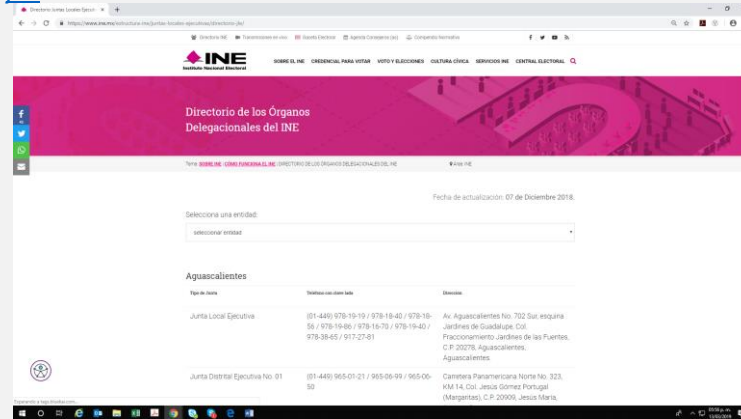 Directorio Juntas Locales Ejecuti
https://www.ine.mx/estructura-ine/juntas-locales-ejecutivas/directorio-jle/
Directorio INE Transmisiones en vivo Gaceta Electoral Agenda Consejeros (as) Compendio Normativo
INE
Instituto Nacional Electoral
SOBRE EL INE CREDENCIAL PARA VOTAR VOTO Y ELECCIONES CULTURA CÍVICA SERVICIOS INE CENTRAL ELECTORAL
Directorio de los Órganos
Delegacionales del INE
Tema: SOBRE INE CÓMO FUNCIONA EL INE DIRECTORIO DE LOS ÓRGANOS DELEGACIONALES DEL INE
Fecha de actualización: 07 de Diciembre 2018.
Selecciona una entidad:
seleccionar entidad
Aguascalientes
Tipo de Junta Teléfono con clave lada Dirección
Junta Local Ejecutiva
(01-449) 978-19-19 / 978-18-40 / 978-18-
56 / 978-19-86 / 978-16-70 / 978-19-40 /
978-38-65 / 917-27-81
Av. Aguascalientes No. 702 Sur, esquina
Jardines de Guadalupe, Col.
Fraccionamiento Jardines de las Fuentes,
C.P. 20278, Aguascalientes,
Aguascalientes.
Junta Distrital Ejecutiva No. 01
(01-449) 965-01-21 / 965-06-99 / 965-06-
50
Carretera Panamericana Norte No. 323,
KM 14, Col. Jesús Gómez Portugal
(Margaritas), C.P. 20909, Jesús María,